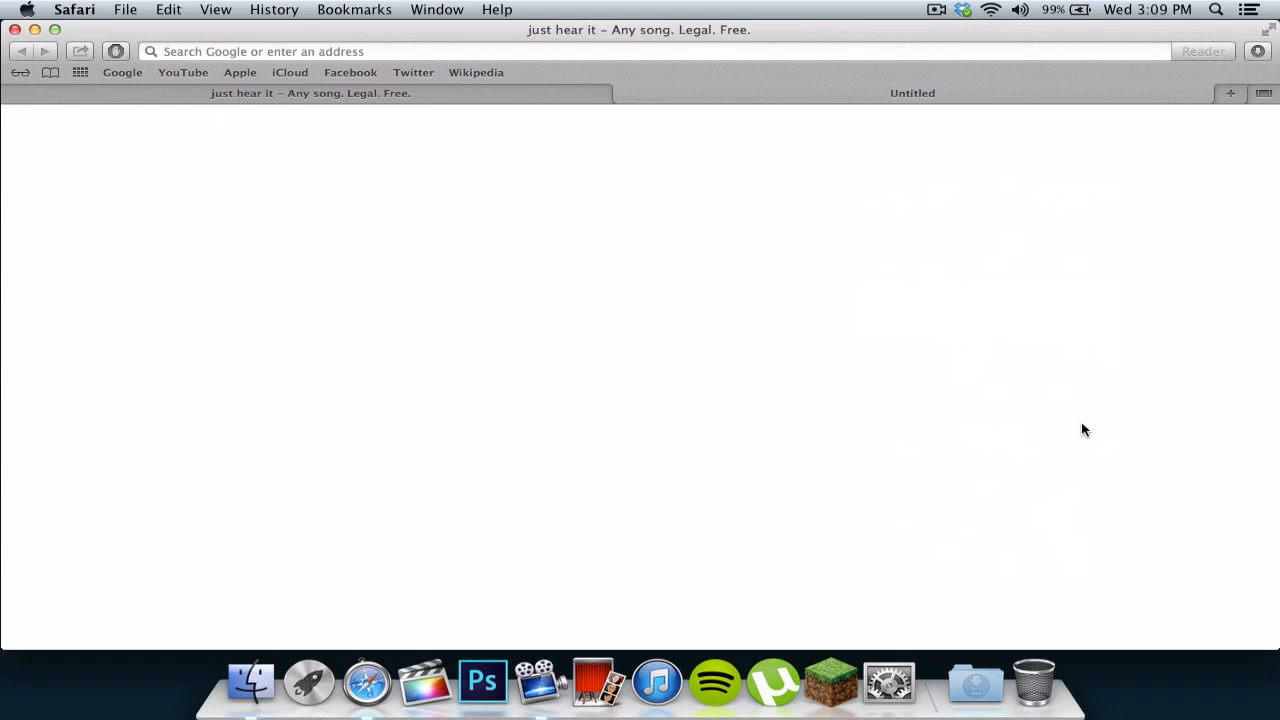 Safari File Edit View History Bookmarks Window Help 99% Wed 3:09 PM
just hear it – Any song. Legal. Free.
Search Google or enter an address Reader
Google YouTube Apple iCloud Facebook Twitter Wikipedia
just hear it – Any song. Legal. Free. Untitled
Ps